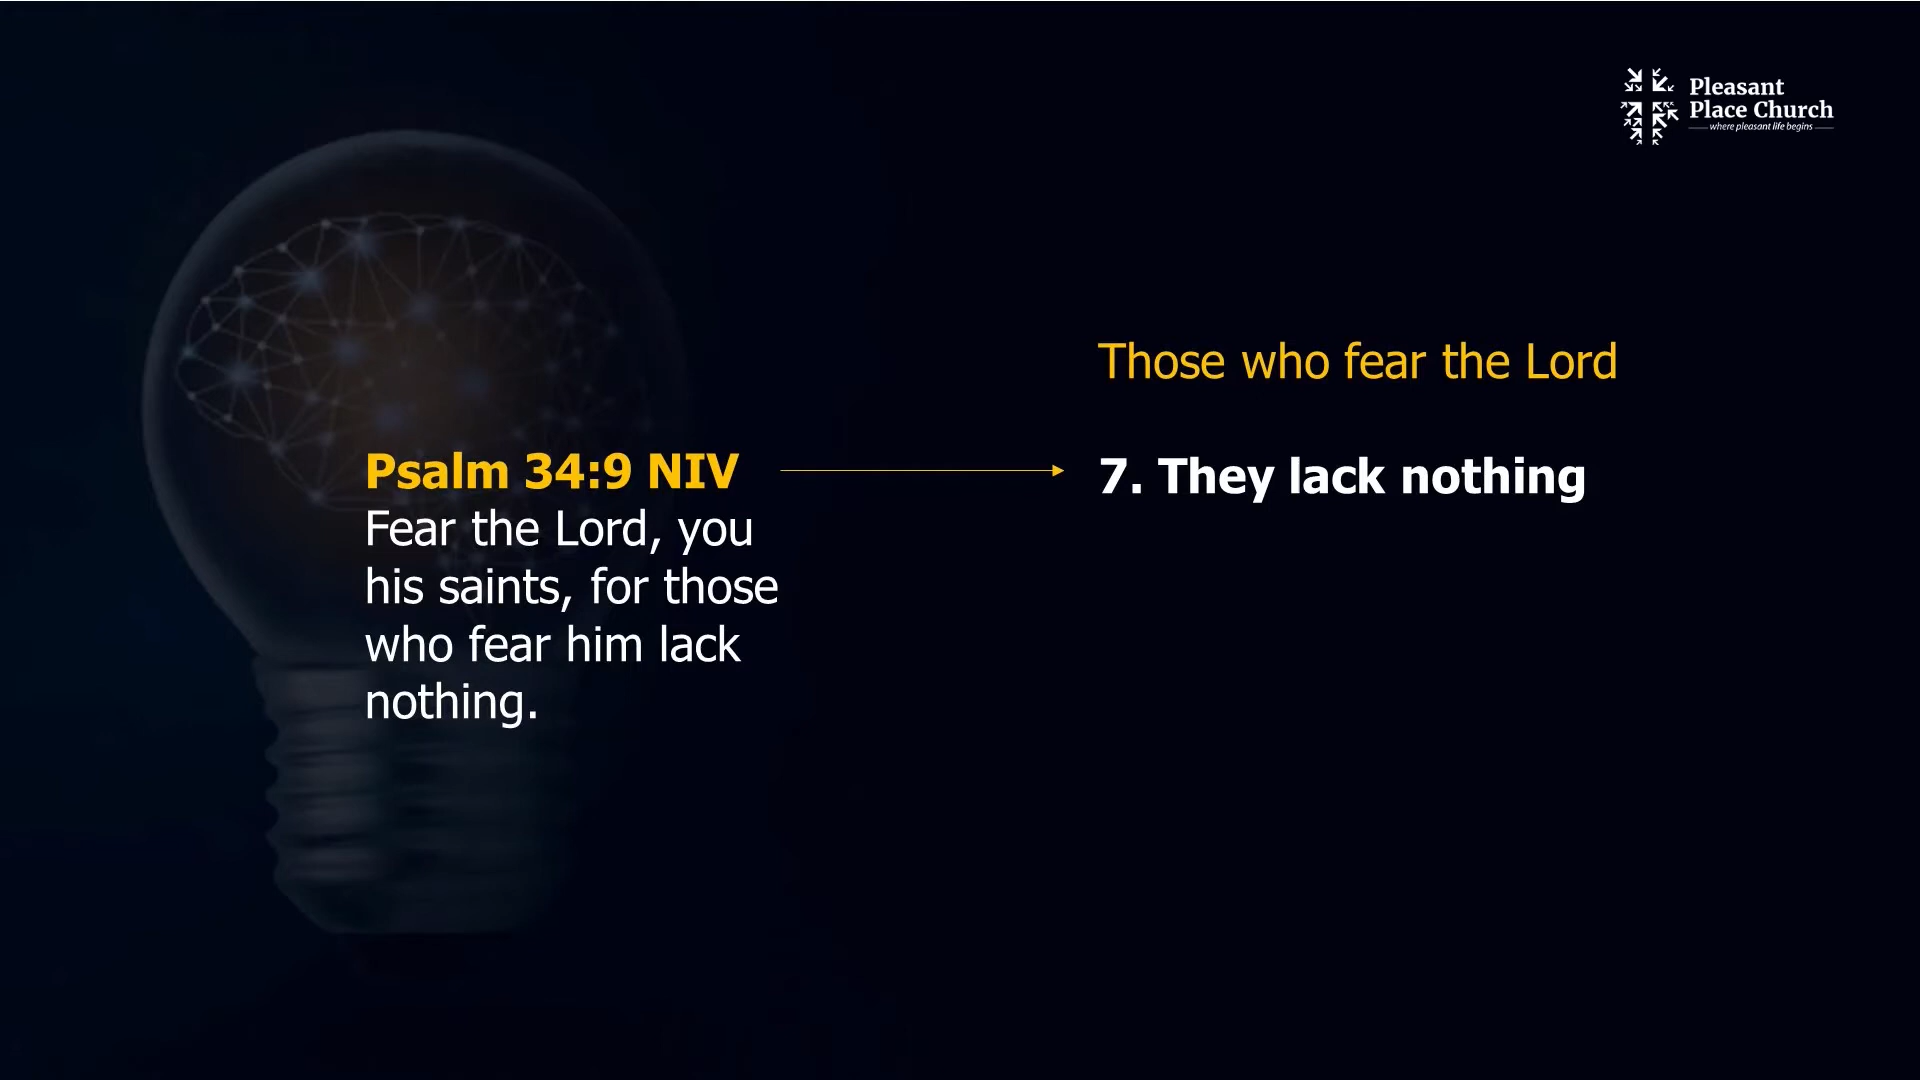 Pleasant
Place Church
where pleasant life begins
Those who fear the Lord
Psalm 34:9 NIV
Fear the Lord, you
his saints, for those
who fear him lack
nothing.
7. They lack nothing